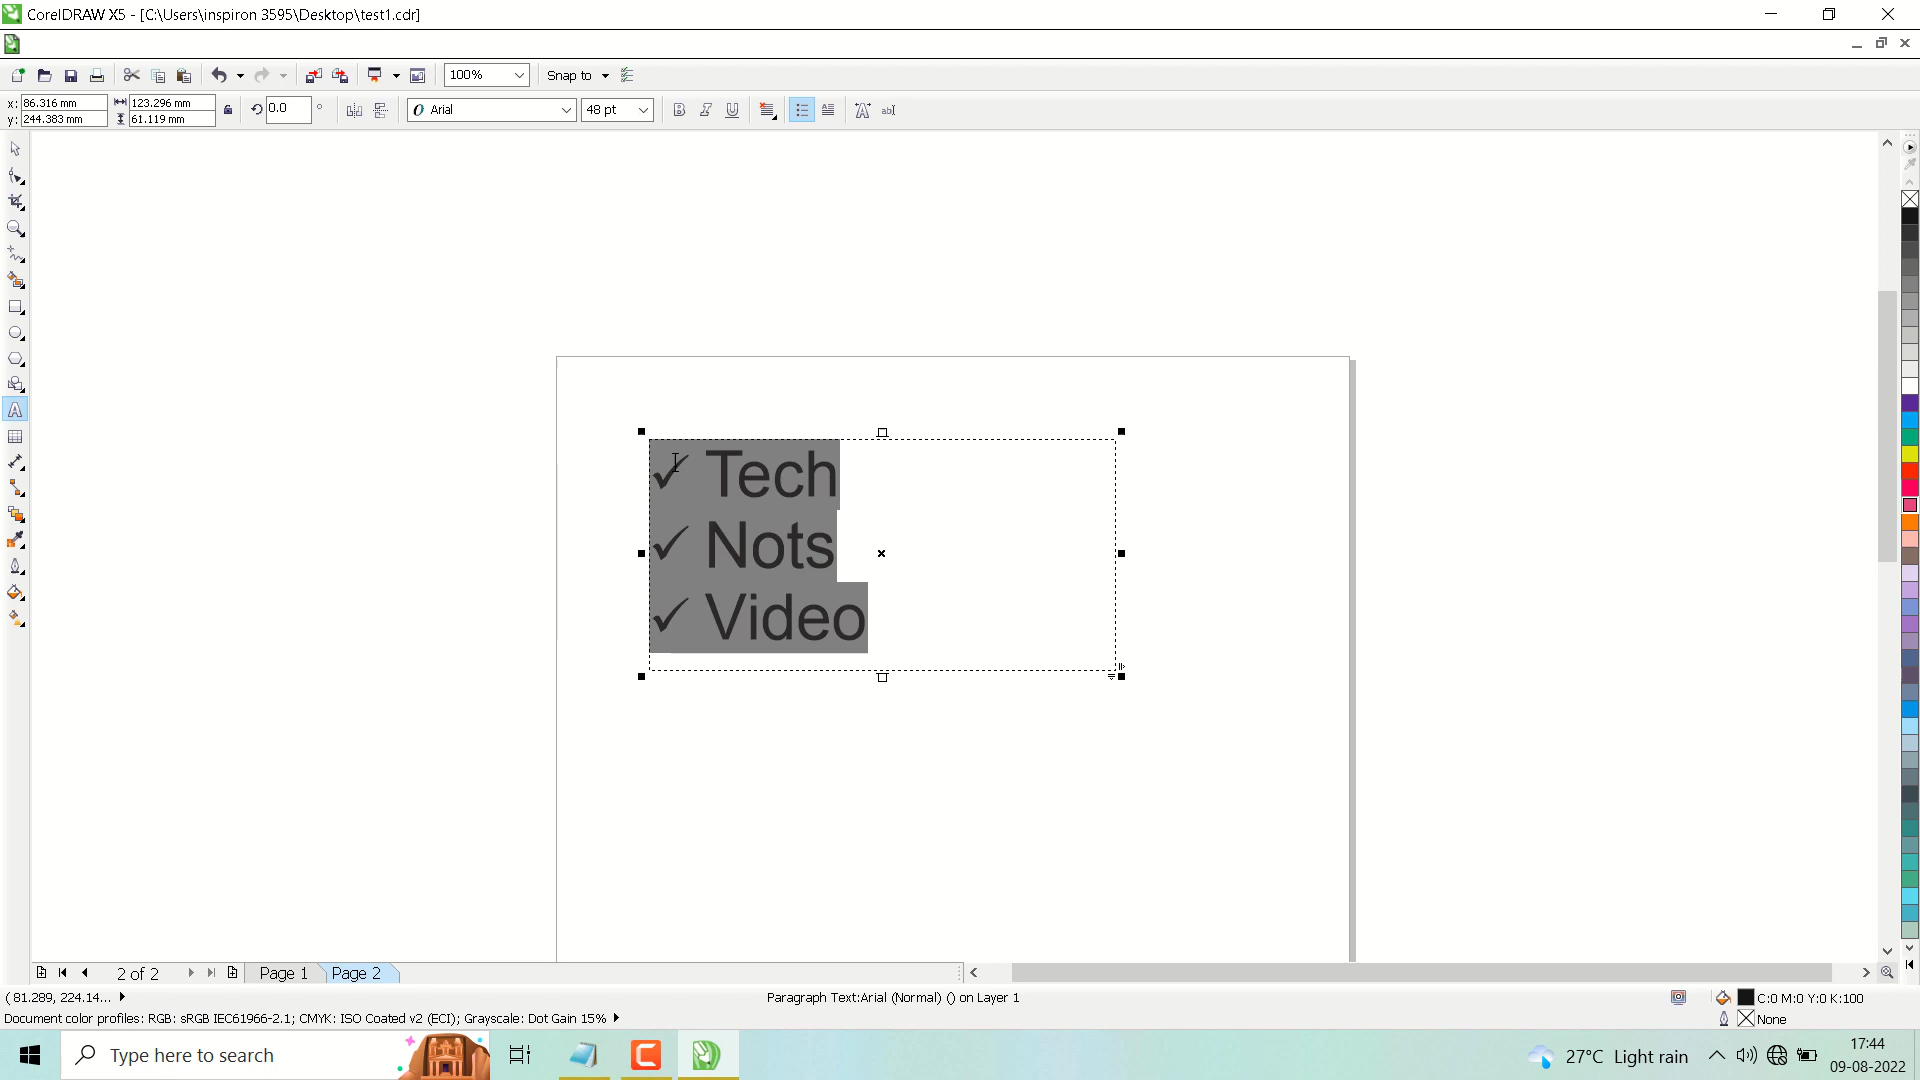 CorelDRAW X5 - [C:\Users\inspiron 3595\Desktop\test1.cdr]
100%
Snap to
x: 86.316 mm
y: 244.383 mm
123.296 mm
61.119 mm
0.0 °
O Arial
48 pt
B I U
ab
✓ Tech
✓ Nots
✓ Video
2 of 2
Page 1
Page 2
( 81.289, 224.14...
Paragraph Text:Arial (Normal) () on Layer 1
C:0 M:0 Y:0 K:100
Document color profiles: RGB: sRGB IEC61966-2.1; CMYK: ISO Coated v2 (ECI); Grayscale: Dot Gain 15%
None
Type here to search
27°C Light rain
17:44
09-08-2022